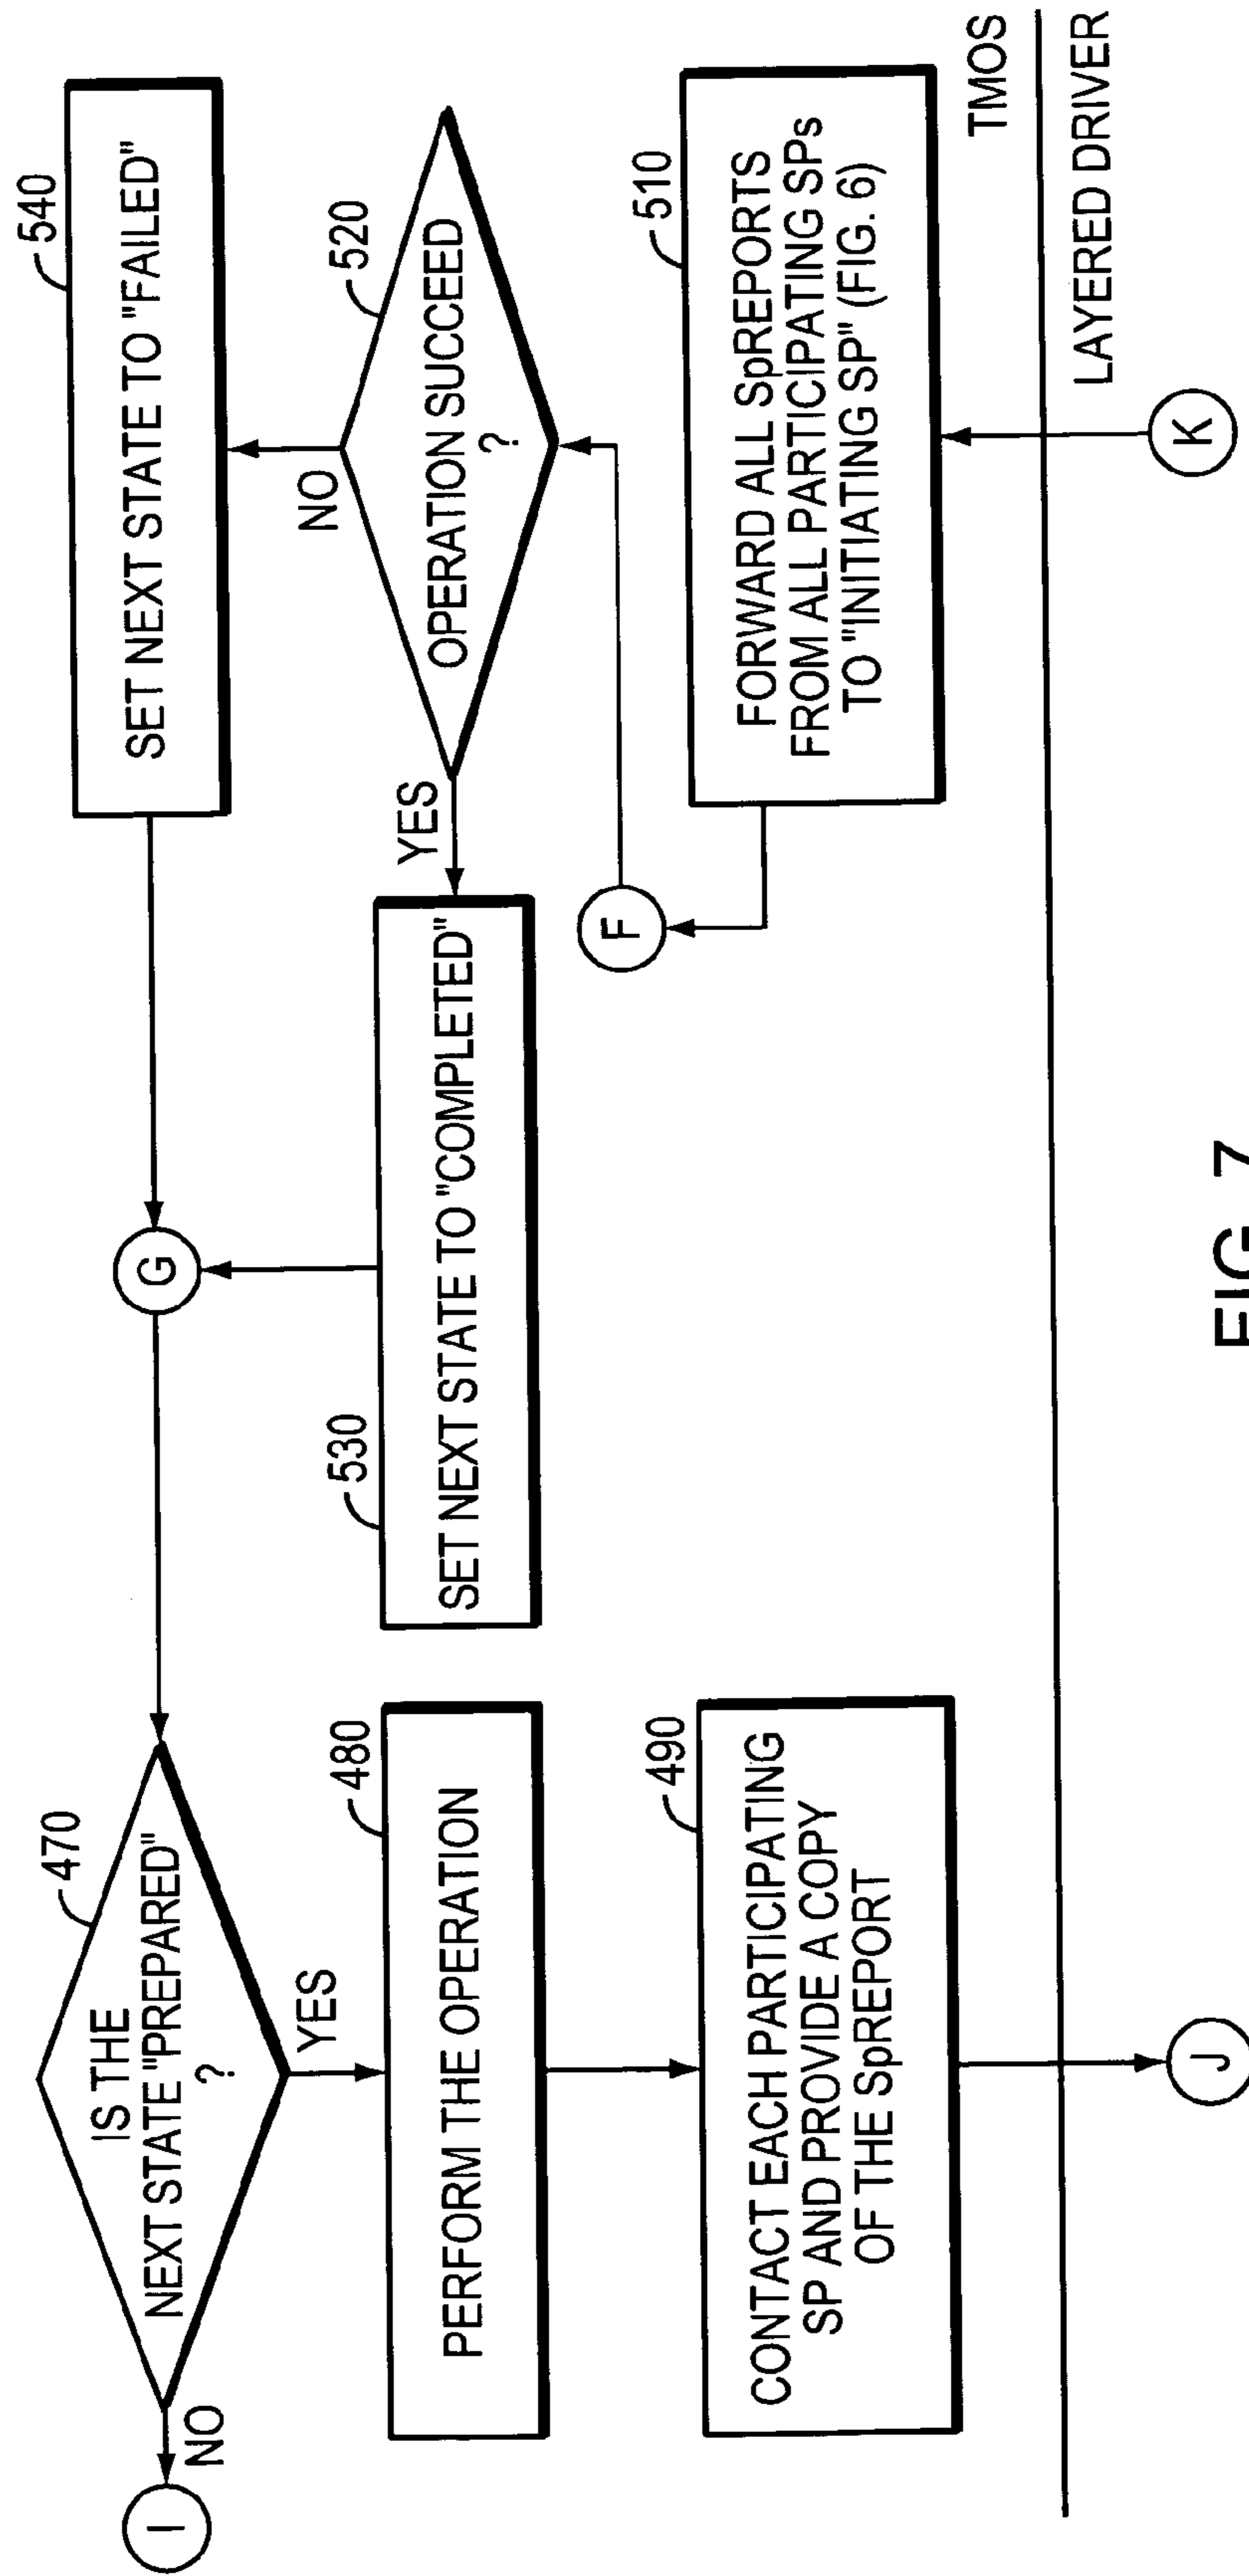 I
NO
470
IS THE
NEXT STATE "PREPARED"
?
YES
480
PERFORM THE OPERATION
490
CONTACT EACH PARTICIPATING
SP AND PROVIDE A COPY
OF THE SpREPORT
J
G
530
SET NEXT STATE TO "COMPLETED"
540
SET NEXT STATE TO "FAILED"
NO
520
OPERATION SUCCEED
?
YES
F
510
FORWARD ALL SpREPORTS
FROM ALL PARTICIPATING SPs
TO "INITIATING SP" (FIG. 6)
TMOS
LAYERED DRIVER
K
FIG. 7